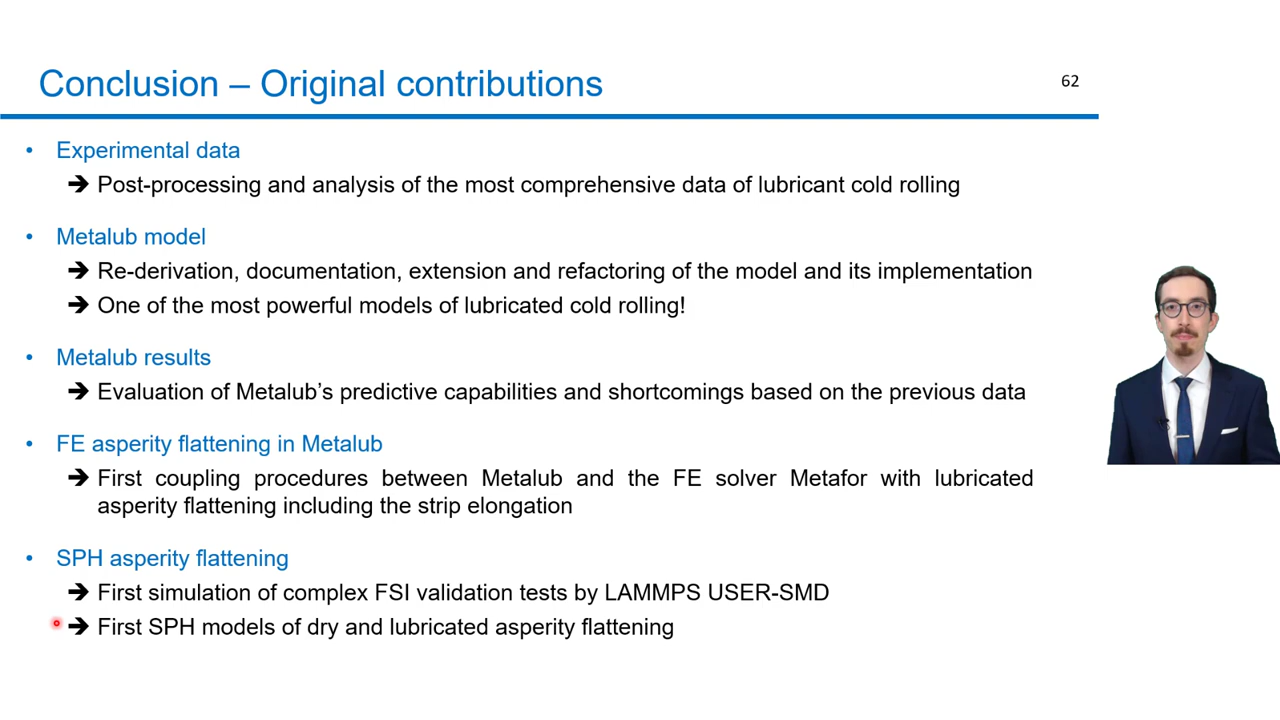 Conclusion – Original contributions
62
• Experimental data
➔ Post-processing and analysis of the most comprehensive data of lubricant cold rolling
• Metalub model
➔ Re-derivation, documentation, extension and refactoring of the model and its implementation
➔ One of the most powerful models of lubricated cold rolling!
• Metalub results
➔ Evaluation of Metalub’s predictive capabilities and shortcomings based on the previous data
• FE asperity flattening in Metalub
➔ First coupling procedures between Metalub and the FE solver Metafor with lubricated
asperity flattening including the strip elongation
• SPH asperity flattening
➔ First simulation of complex FSI validation tests by LAMMPS USER-SMD
➔ First SPH models of dry and lubricated asperity flattening